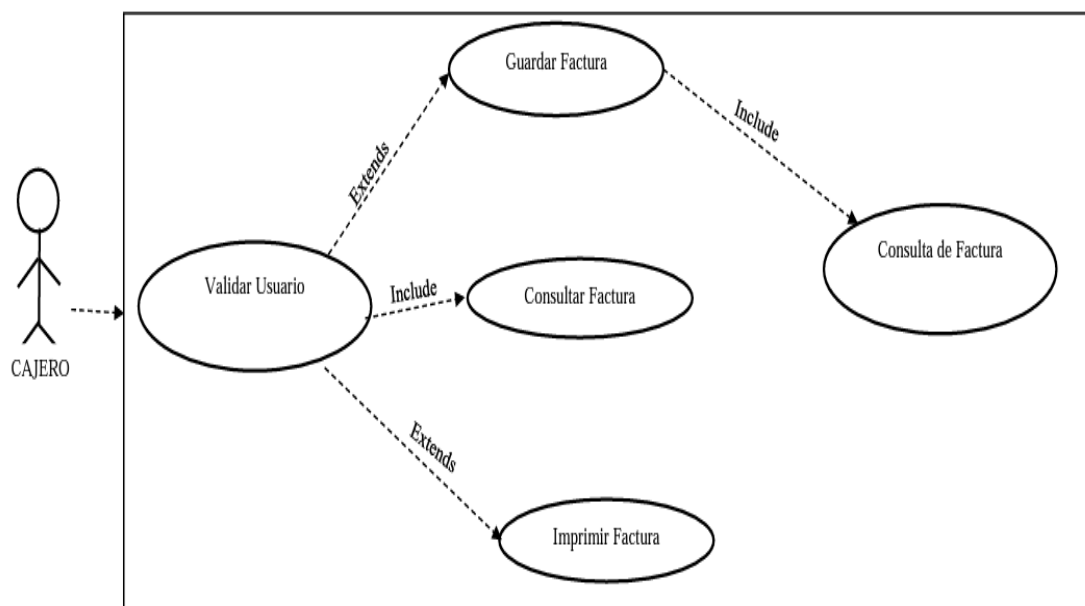 Guardar Factura
Include
Extends
Consulta de Factura
Validar Usuario
Include
Consultar Factura
CAJERO
Extends
Imprimir Factura